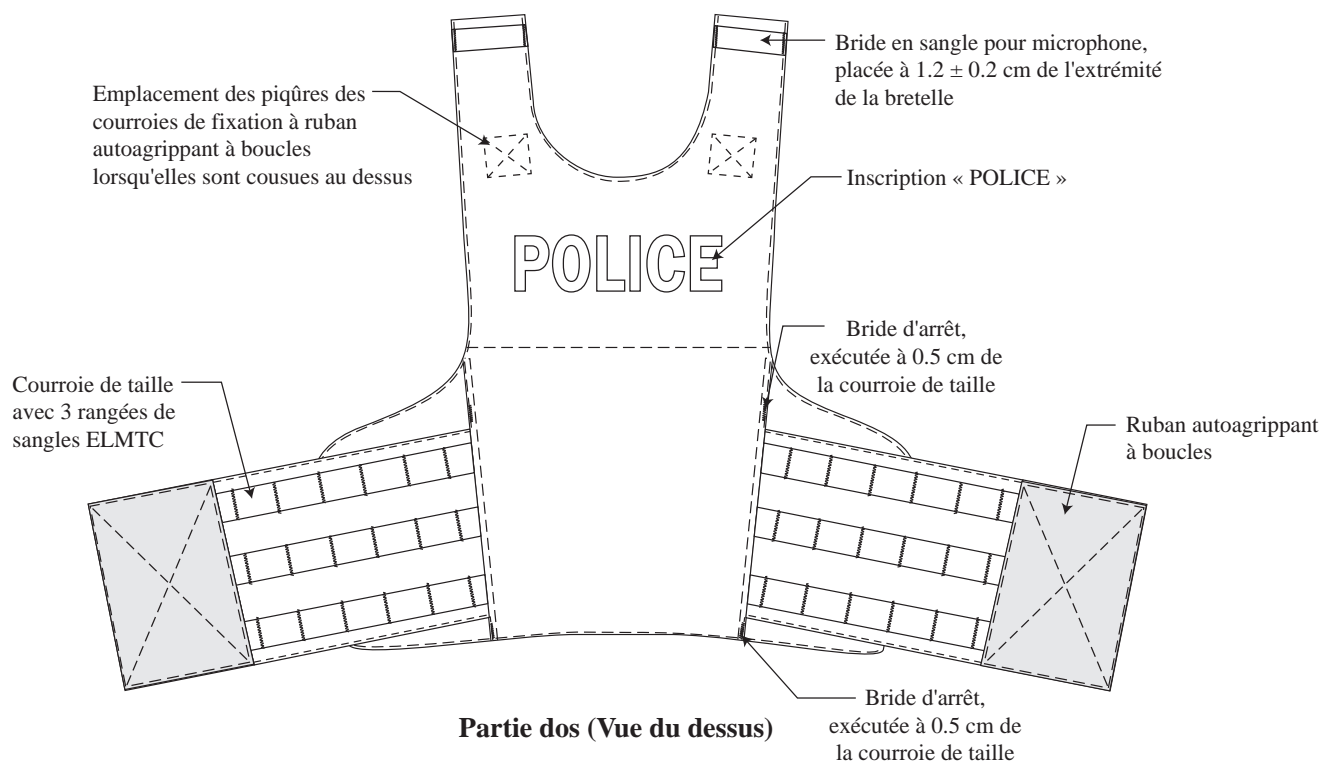 Bride en sangle pour microphone,
placée à 1.2 ± 0.2 cm de l'extrémité
de la bretelle
Emplacement des piqûres des
courroies de fixation à ruban
autoagrippant à boucles
lorsqu'elles sont cousues au dessus
Inscription « POLICE »
POLICE
Bride d'arrêt,
exécutée à 0.5 cm de
la courroie de taille
Courroie de taille
avec 3 rangées de
sangles ELMTC
Ruban autoagrippant
à boucles
Bride d'arrêt,
exécutée à 0.5 cm de
la courroie de taille
Partie dos (Vue du dessus)